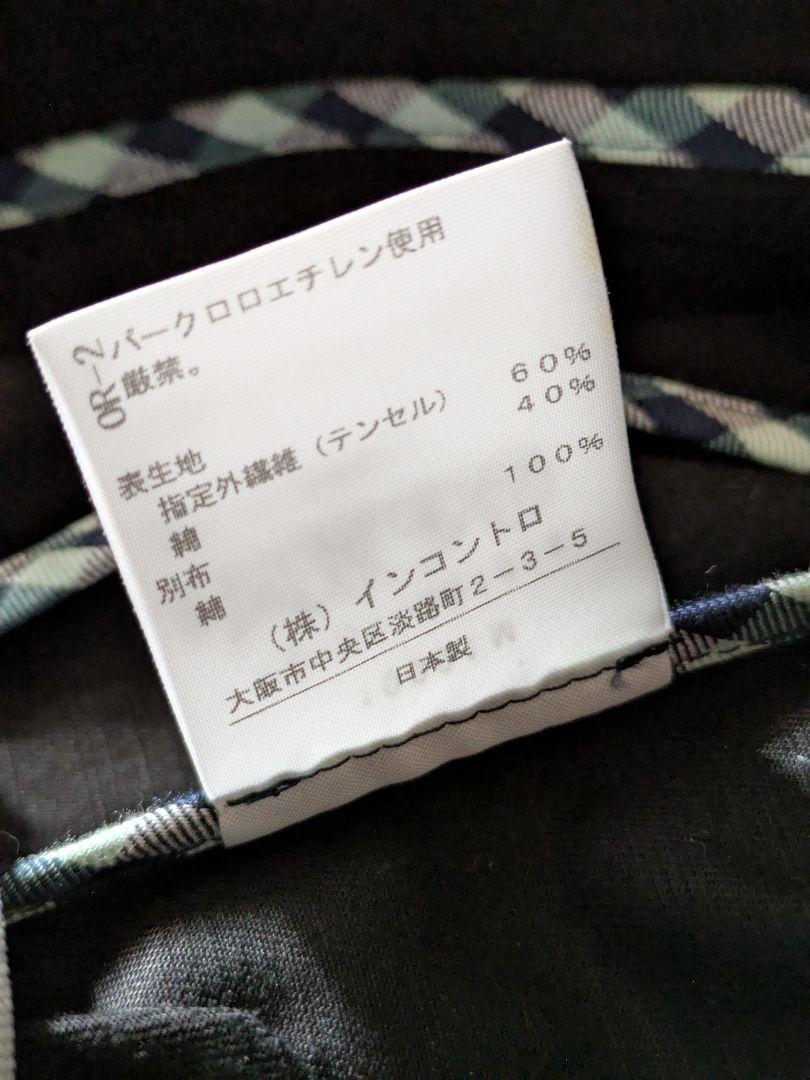 OR-2
パークロロエチレン使用
厳禁。
表生地
指定外繊維（テンセル） 60%
綿 40%
別布
綿 100%
（株）インコントロ
大阪市中央区淡路町2-3-5
日本製